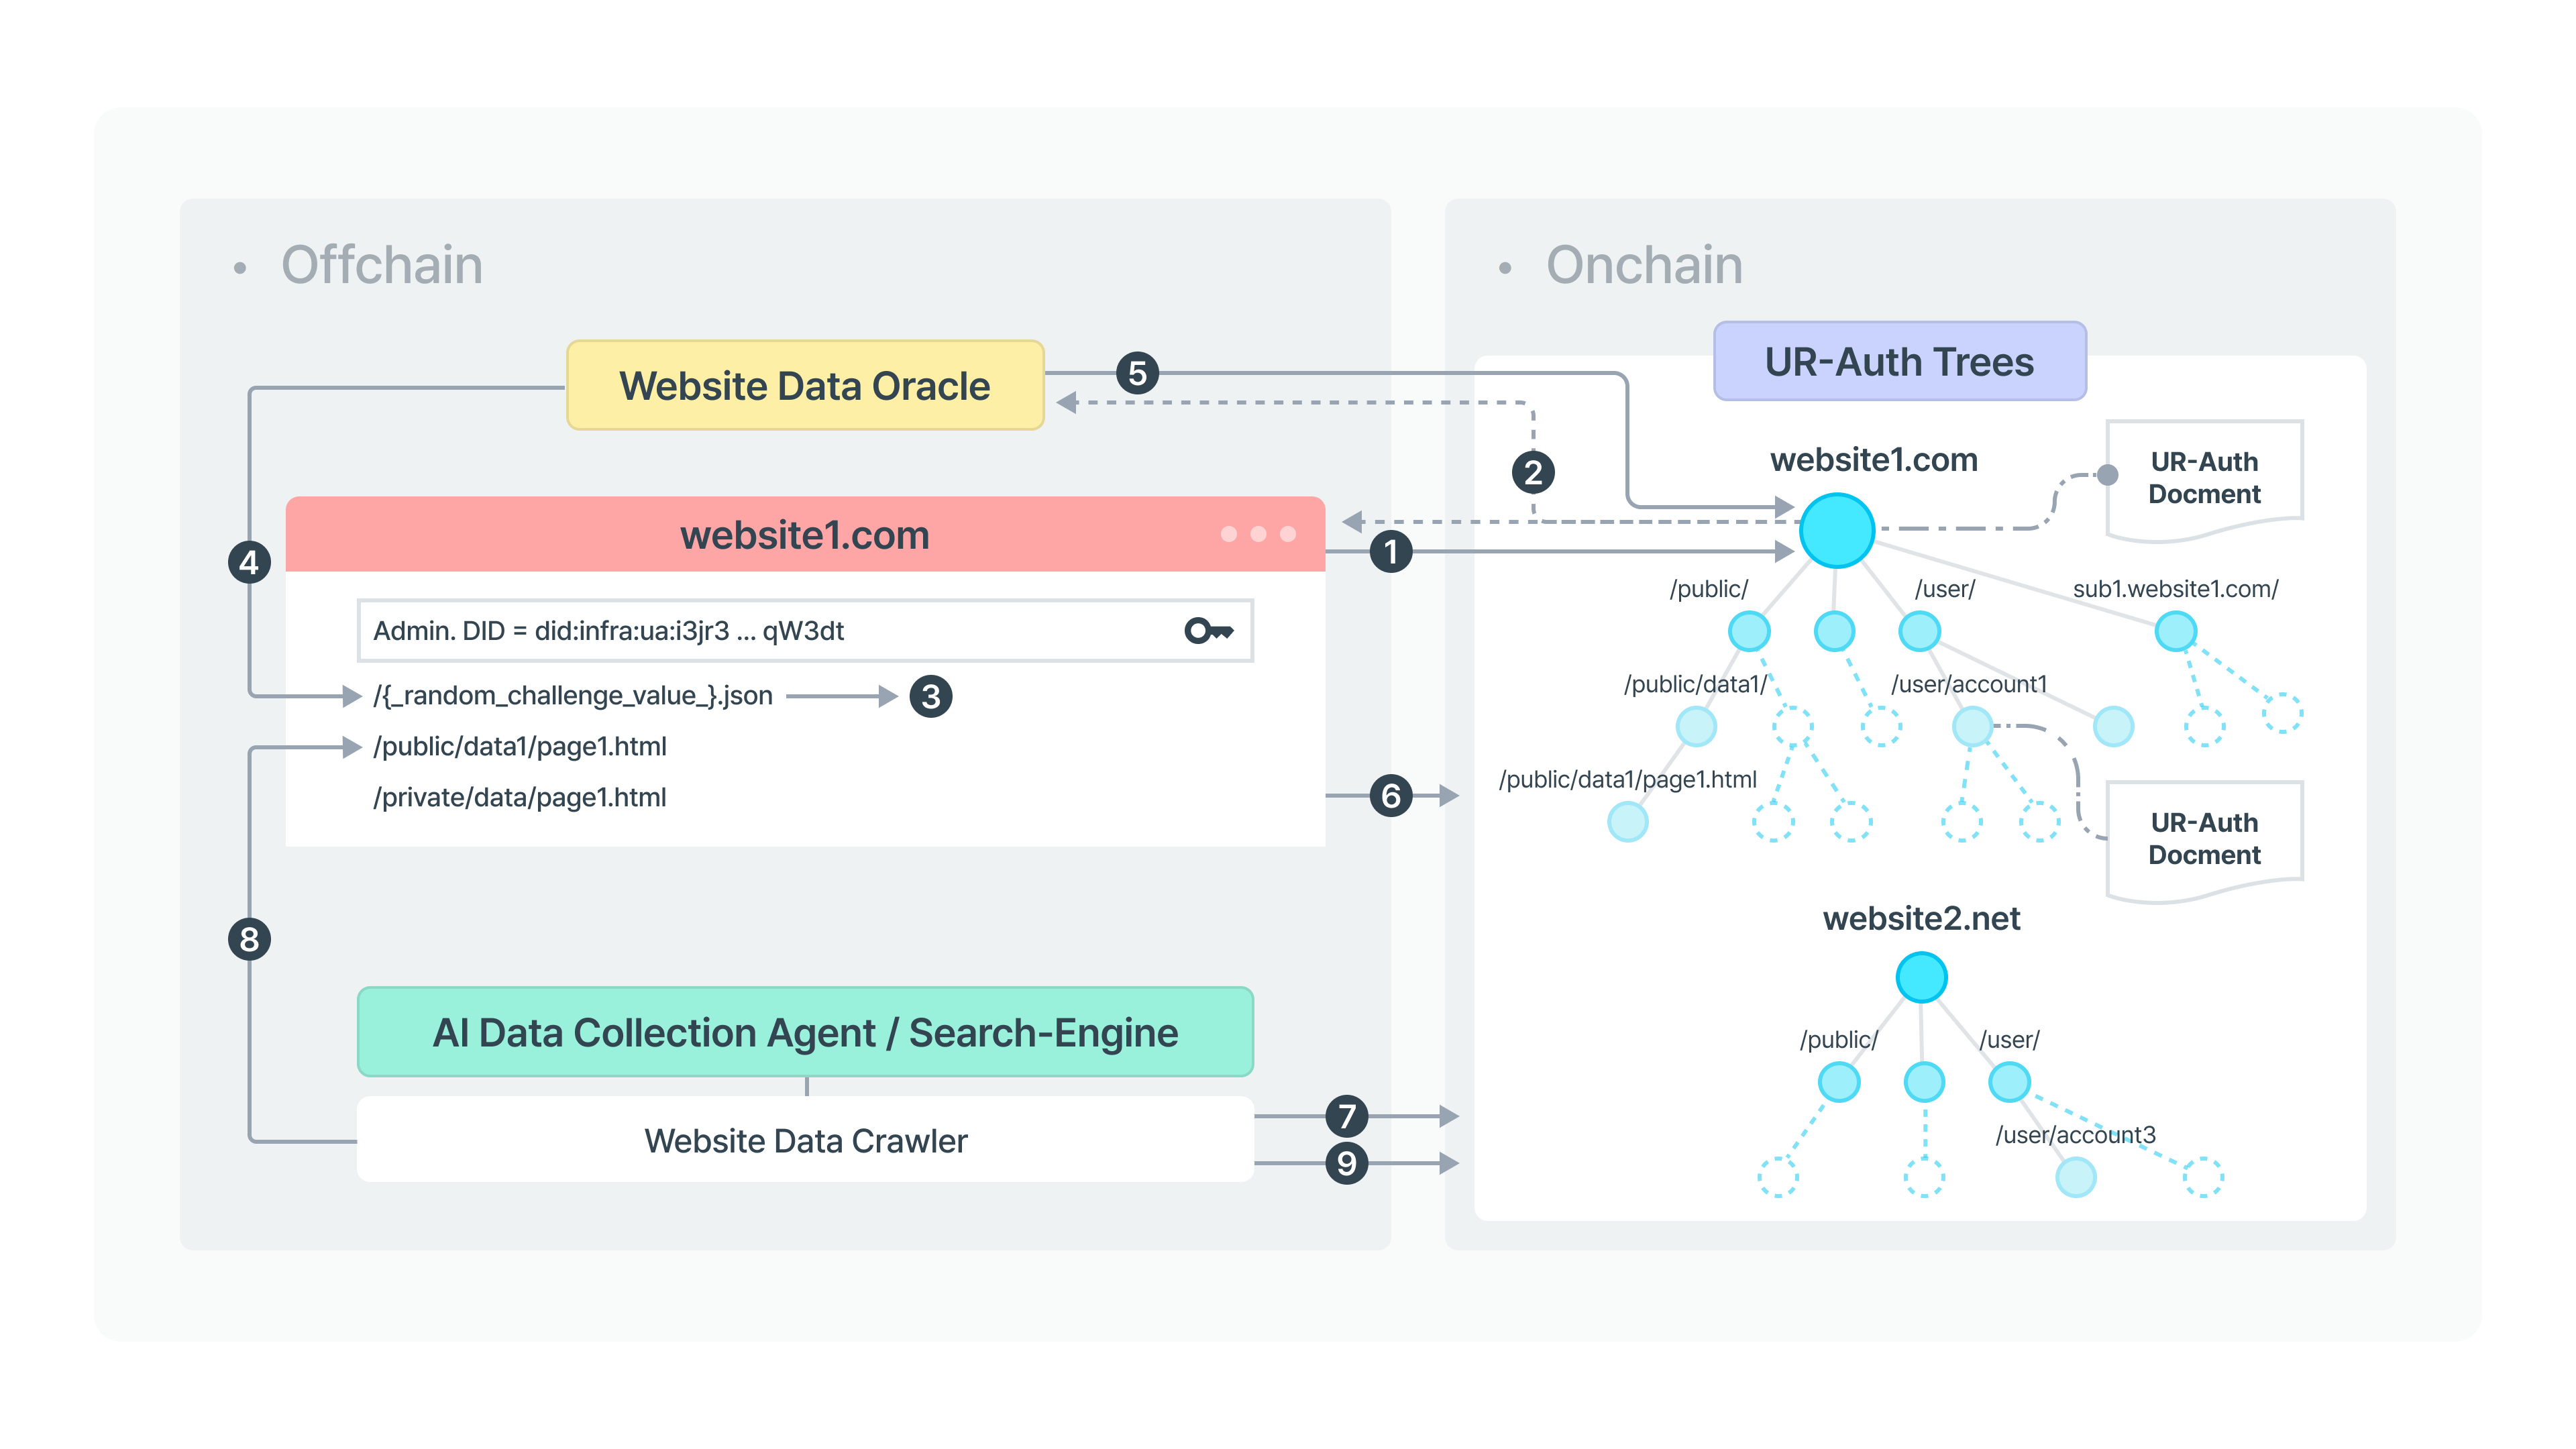 Offchain
Website Data Oracle
5
2
4
website1.com
1
Admin. DID = did:infra:ua:i3jr3 ... qW3dt
/{_random_challenge_value_}.json
3
/public/data1/page1.html
/private/data/page1.html
6
8
AI Data Collection Agent / Search-Engine
Website Data Crawler
7
9
Onchain
UR-Auth Trees
website1.com
UR-Auth
Docment
/public/
/user/
sub1.website1.com/
/public/data1/
/user/account1
/public/data1/page1.html
UR-Auth
Docment
website2.net
/public/
/user/
/user/account3